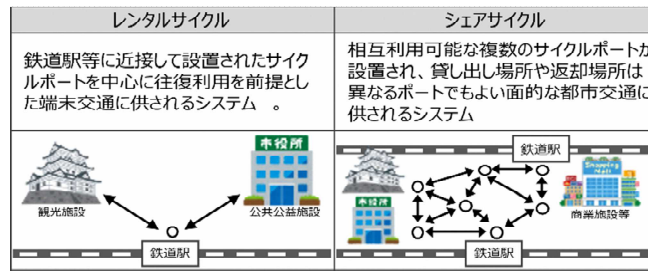 レンタルサイクル
鉄道駅等に近接して設置されたサイク
ルポートを中心に往復利用を前提とし
た端末交通に供されるシステム　。
シェアサイクル
相互利用可能な複数のサイクルポートが
設置され、貸し出し場所や返却場所は
異なるポートでもよい面的な都市交通に
供されるシステム
観光施設
市役所
公共公益施設
鉄道駅
鉄道駅
市役所
Shopping
Mall
商業施設等
鉄道駅